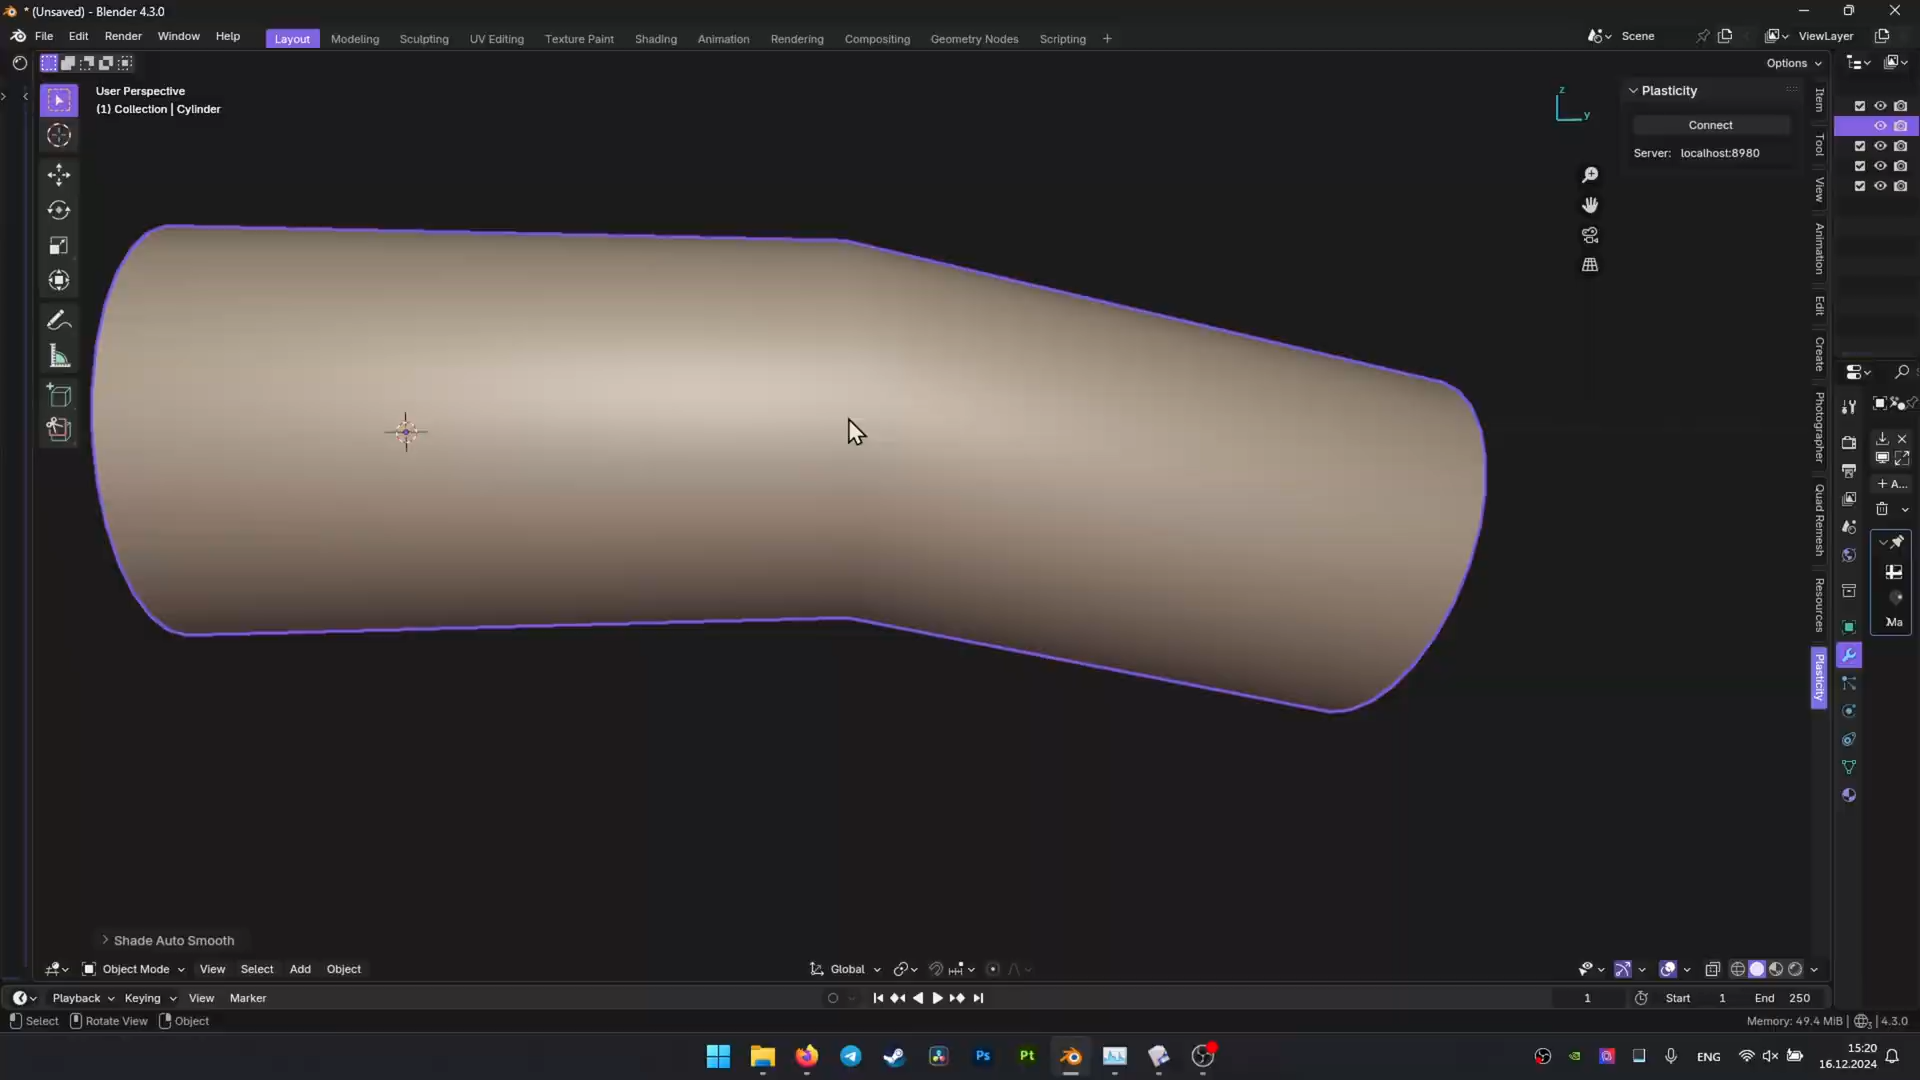 * (Unsaved) - Blender 4.3.0
File Edit Render Window Help Layout Modeling Sculpting UV Editing Texture Paint Shading Animation Rendering Compositing Geometry Nodes Scripting + Scene ViewLayer
Options
User Perspective
(1) Collection | Cylinder
z
y
Plasticity
Connect
Server: localhost:8980
Item
Tool
View
Animation
Edit
Create
Photographer
Quad Remesh
Resources
Plasticity
+ A...
Ma
Shade Auto Smooth
Object Mode View Select Add Object Global
Playback Keying View Marker 1 Start 1 End 250
Select Rotate View Object Memory: 49.4 MiB | 4.3.0
Ps
Pt
ENG
15:20
16.12.2024